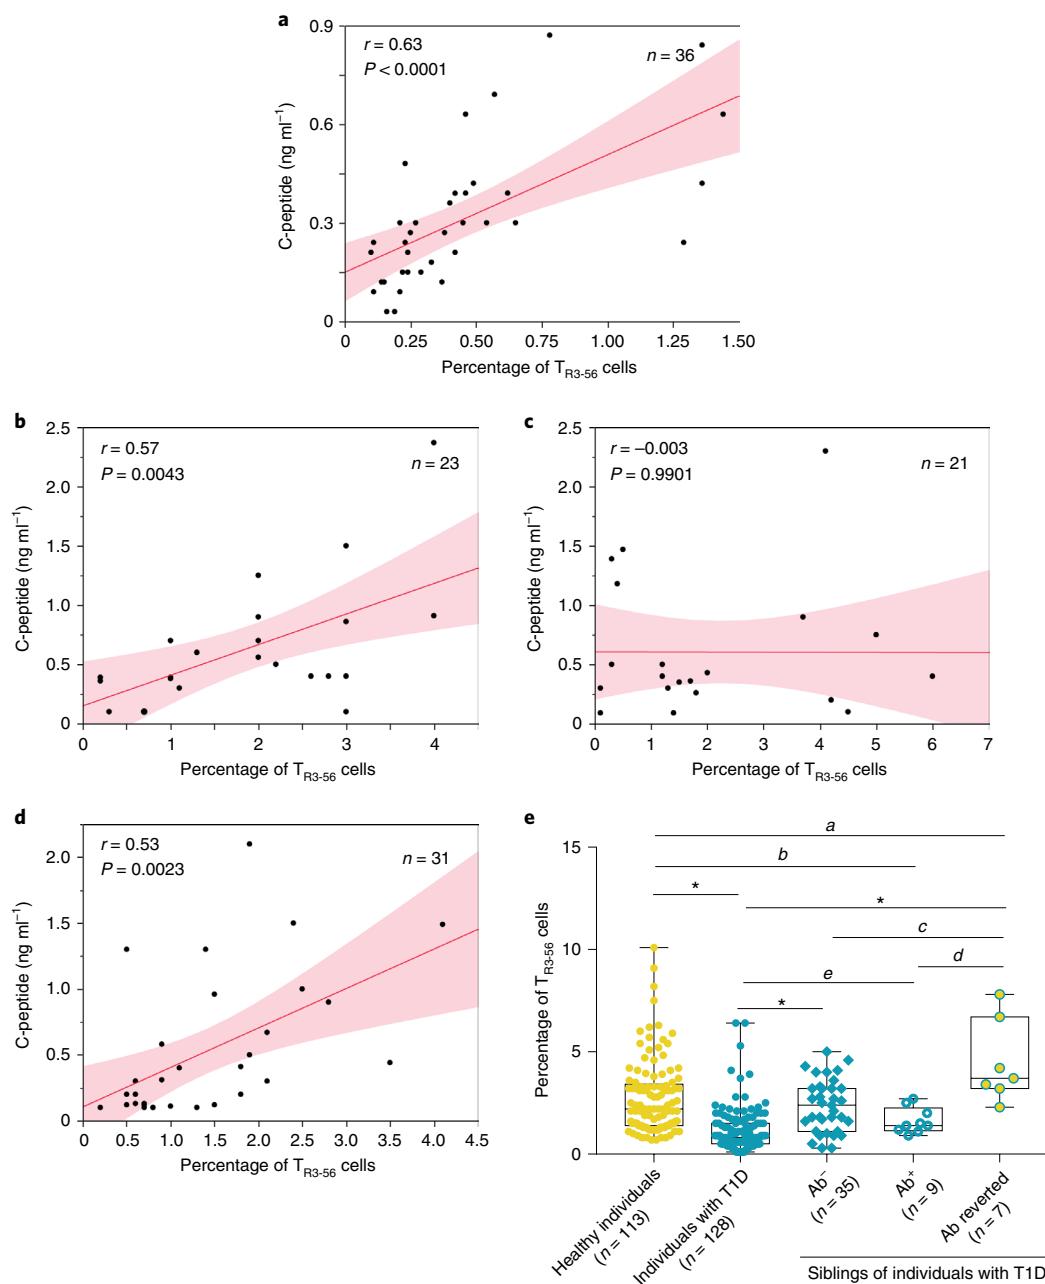 a
0.9
0.6
0.3
0
r = 0.63
P < 0.0001
n = 36
C-peptide (ng ml⁻¹)
0 0.25 0.50 0.75 1.00 1.25 1.50
Percentage of T_R3-56 cells
b
2.5
2.0
1.5
1.0
0.5
0
r = 0.57
P = 0.0043
n = 23
C-peptide (ng ml⁻¹)
0 1 2 3 4
Percentage of T_R3-56 cells
c
2.5
2.0
1.5
1.0
0.5
0
r = –0.003
P = 0.9901
n = 21
C-peptide (ng ml⁻¹)
0 1 2 3 4 5 6 7
Percentage of T_R3-56 cells
d
2.0
1.5
1.0
0.5
0
r = 0.53
P = 0.0023
n = 31
C-peptide (ng ml⁻¹)
0 0.5 1.0 1.5 2.0 2.5 3.0 3.5 4.0 4.5
Percentage of T_R3-56 cells
e
15
10
5
0
Percentage of T_R3-56 cells
a
b
*
*
c
d
e
*
Healthy individuals
(n = 113)
Individuals with T1D
(n = 128)
Ab⁻
(n = 35)
Ab⁺
(n = 9)
Ab reverted
(n = 7)
Siblings of individuals with T1D